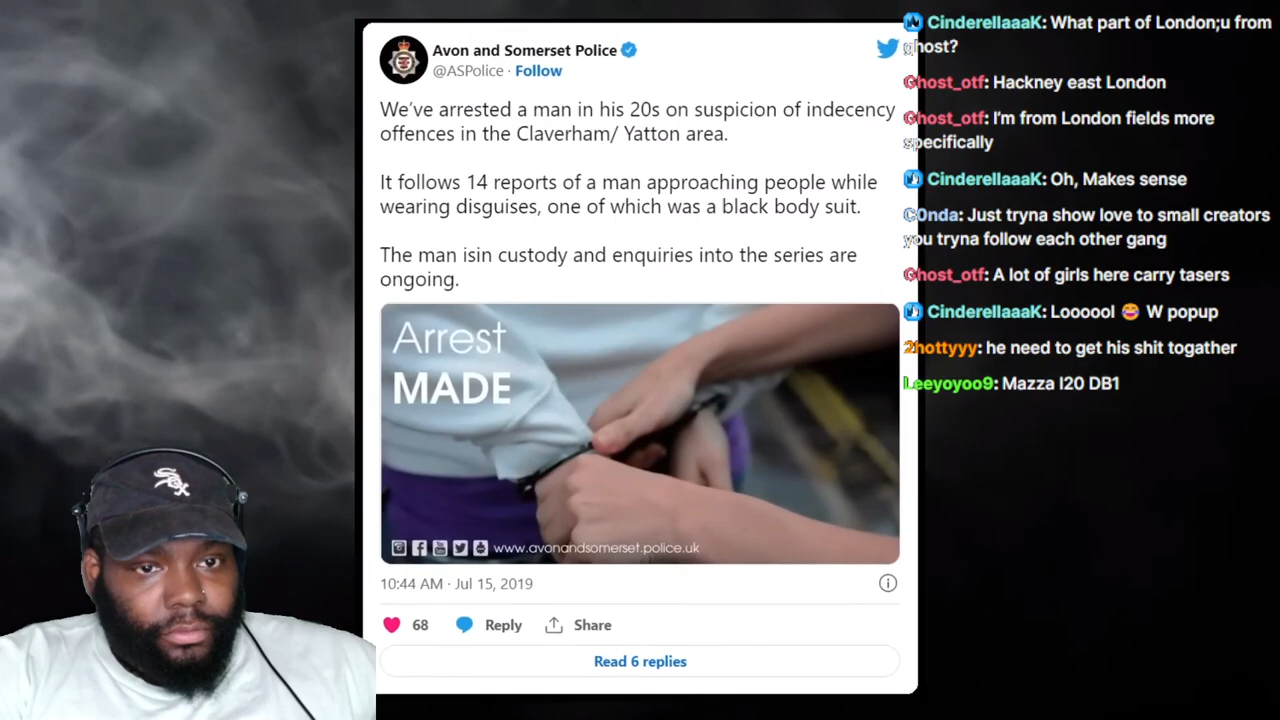 Avon and Somerset Police
@ASPolice · Follow
We've arrested a man in his 20s on suspicion of indecency
offences in the Claverham/ Yatton area.
It follows 14 reports of a man approaching people while
wearing disguises, one of which was a black body suit.
The man isin custody and enquiries into the series are
ongoing.
Arrest
MADE
www.avonandsomerset.police.uk
10:44 AM · Jul 15, 2019
68 Reply Share
Read 6 replies
CinderellaaaK: What part of London;u from
ghost?
Ghost_otf: Hackney east London
Ghost_otf: I'm from London fields more
specifically
CinderellaaaK: Oh, Makes sense
C0nda: Just tryna show love to small creators
you tryna follow each other gang
Ghost_otf: A lot of girls here carry tasers
CinderellaaaK: Loooool 😂 W popup
2hottyyy: he need to get his shit togather
Leeyoyoo9: Mazza I20 DB1
Sox